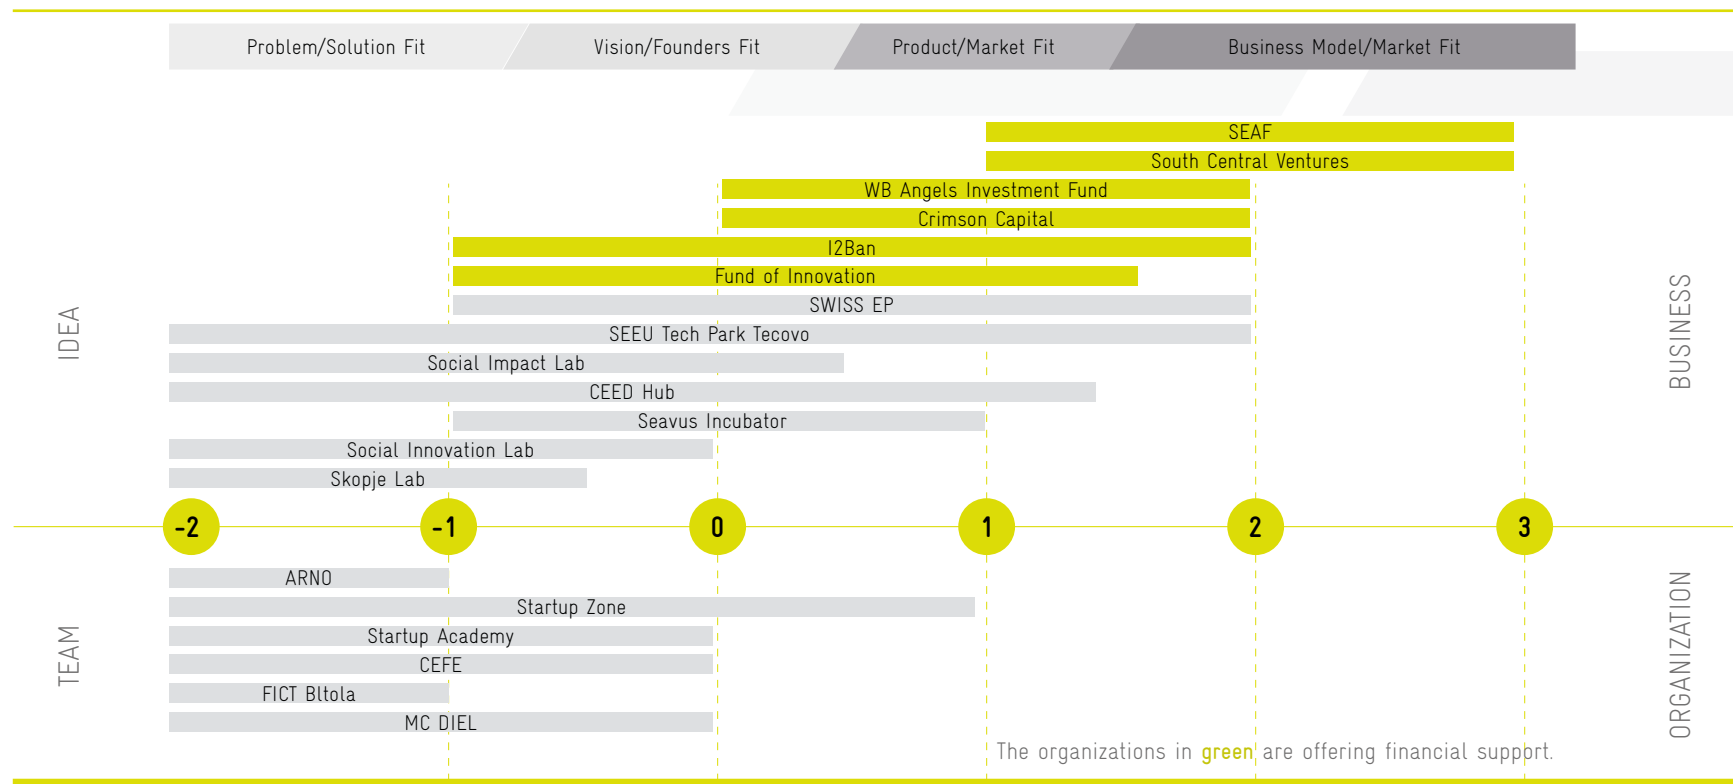 Problem/Solution Fit
Vision/Founders Fit
Product/Market Fit
Business Model/Market Fit
SEAF
South Central Ventures
WB Angels Investment Fund
Crimson Capital
I2Ban
Fund of Innovation
SWISS EP
SEEU Tech Park Tecovo
Social Impact Lab
CEED Hub
Seavus Incubator
Social Innovation Lab
Skopje Lab
IDEA
BUSINESS
-2
-1
0
1
2
3
ARNO
Startup Zone
Startup Academy
CEFE
FICT Bltola
MC DIEL
TEAM
ORGANIZATION
The organizations in green are offering financial support.